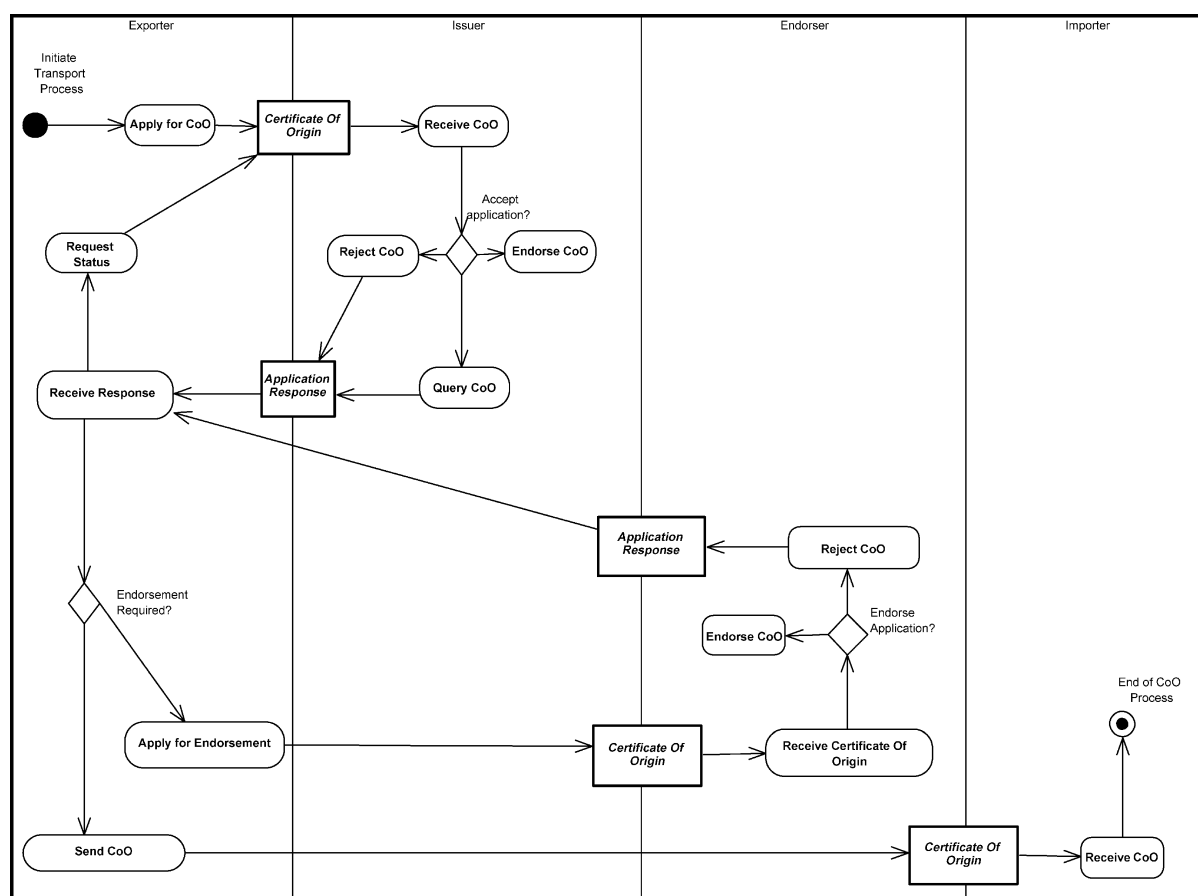 Exporter
Issuer
Endorser
Importer
Initiate
Transport
Process
Apply for CoO
Certificate Of
Origin
Receive CoO
Accept
application?
Request
Status
Reject CoO
Endorse CoO
Receive Response
Application
Response
Query CoO
Application
Response
Reject CoO
Endorsement
Required?
Endorse CoO
Endorse
Application?
End of CoO
Process
Apply for Endorsement
Certificate Of
Origin
Receive Certificate Of
Origin
Send CoO
Certificate Of
Origin
Receive CoO